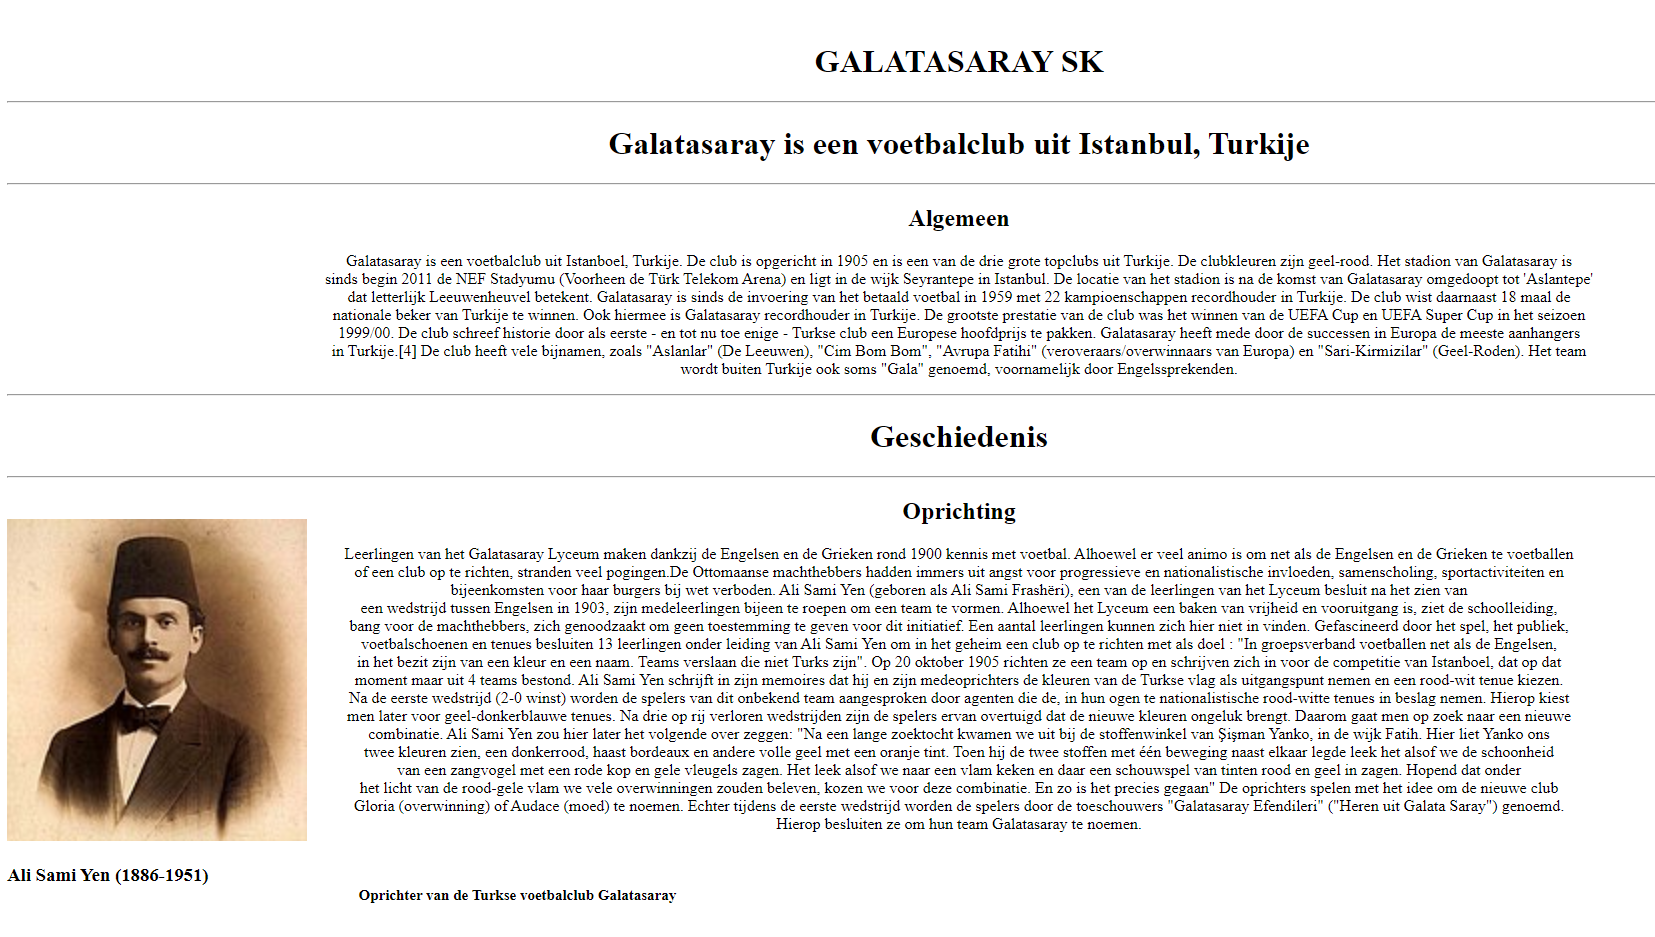 GALATASARAY SK
Galatasaray is een voetbalclub uit Istanbul, Turkije
Algemeen
Galatasaray is een voetbalclub uit Istanboel, Turkije. De club is opgericht in 1905 en is een van de drie grote topclubs uit Turkije. De clubkleuren zijn geel-rood. Het stadion van Galatasaray is
sinds begin 2011 de NEF Stadyumu (Voorheen de Türk Telekom Arena) en ligt in de wijk Seyrantepe in Istanbul. De locatie van het stadion is na de komst van Galatasaray omgedoopt tot 'Aslantepe'
dat letterlijk Leeuwenheuvel betekent. Galatasaray is sinds de invoering van het betaald voetbal in 1959 met 22 kampioenschappen recordhouder in Turkije. De club wist daarnaast 18 maal de
nationale beker van Turkije te winnen. Ook hiermee is Galatasaray recordhouder in Turkije. De grootste prestatie van de club was het winnen van de UEFA Cup en UEFA Super Cup in het seizoen
1999/00. De club schreef historie door als eerste - en tot nu toe enige - Turkse club een Europese hoofdprijs te pakken. Galatasaray heeft mede door de successen in Europa de meeste aanhangers
in Turkije.[4] De club heeft vele bijnamen, zoals "Aslanlar" (De Leeuwen), "Cim Bom Bom", "Avrupa Fatihi" (veroveraars/overwinnaars van Europa) en "Sari-Kirmizilar" (Geel-Roden). Het team
wordt buiten Turkije ook soms "Gala" genoemd, voornamelijk door Engelssprekenden.
Geschiedenis
Oprichting
Leerlingen van het Galatasaray Lyceum maken dankzij de Engelsen en de Grieken rond 1900 kennis met voetbal. Alhoewel er veel animo is om net als de Engelsen en de Grieken te voetballen
of een club op te richten, stranden veel pogingen.De Ottomaanse machthebbers hadden immers uit angst voor progressieve en nationalistische invloeden, samenscholing, sportactiviteiten en
bijeenkomsten voor haar burgers bij wet verboden. Ali Sami Yen (geboren als Ali Sami Frashëri), een van de leerlingen van het Lyceum besluit na het zien van
een wedstrijd tussen Engelsen in 1903, zijn medeleerlingen bijeen te roepen om een team te vormen. Alhoewel het Lyceum een baken van vrijheid en vooruitgang is, ziet de schoolleiding,
bang voor de machthebbers, zich genoodzaakt om geen toestemming te geven voor dit initiatief. Een aantal leerlingen kunnen zich hier niet in vinden. Gefascineerd door het spel, het publiek,
voetbalschoenen en tenues besluiten 13 leerlingen onder leiding van Ali Sami Yen om in het geheim een club op te richten met als doel : "In groepsverband voetballen net als de Engelsen,
in het bezit zijn van een kleur en een naam. Teams verslaan die niet Turks zijn". Op 20 oktober 1905 richten ze een team op en schrijven zich in voor de competitie van Istanboel, dat op dat
moment maar uit 4 teams bestond. Ali Sami Yen schrijft in zijn memoires dat hij en zijn medeoprichters de kleuren van de Turkse vlag als uitgangspunt nemen en een rood-wit tenue kiezen.
Na de eerste wedstrijd (2-0 winst) worden de spelers van dit onbekend team aangesproken door agenten die de, in hun ogen te nationalistische rood-witte tenues in beslag nemen. Hierop kiest
men later voor geel-donkerblauwe tenues. Na drie op rij verloren wedstrijden zijn de spelers ervan overtuigd dat de nieuwe kleuren ongeluk brengt. Daarom gaat men op zoek naar een nieuwe
combinatie. Ali Sami Yen zou hier later het volgende over zeggen: "Na een lange zoektocht kwamen we uit bij de stoffenwinkel van Şişman Yanko, in de wijk Fatih. Hier liet Yanko ons
twee kleuren zien, een donkerrood, haast bordeaux en andere volle geel met een oranje tint. Toen hij de twee stoffen met één beweging naast elkaar legde leek het alsof we de schoonheid
van een zangvogel met een rode kop en gele vleugels zagen. Het leek alsof we naar een vlam keken en daar een schouwspel van tinten rood en geel in zagen. Hopend dat onder
het licht van de rood-gele vlam we vele overwinningen zouden beleven, kozen we voor deze combinatie. En zo is het precies gegaan" De oprichters spelen met het idee om de nieuwe club
Gloria (overwinning) of Audace (moed) te noemen. Echter tijdens de eerste wedstrijd worden de spelers door de toeschouwers "Galatasaray Efendileri" ("Heren uit Galata Saray") genoemd.
Hierop besluiten ze om hun team Galatasaray te noemen.
Ali Sami Yen (1886-1951)
Oprichter van de Turkse voetbalclub Galatasaray